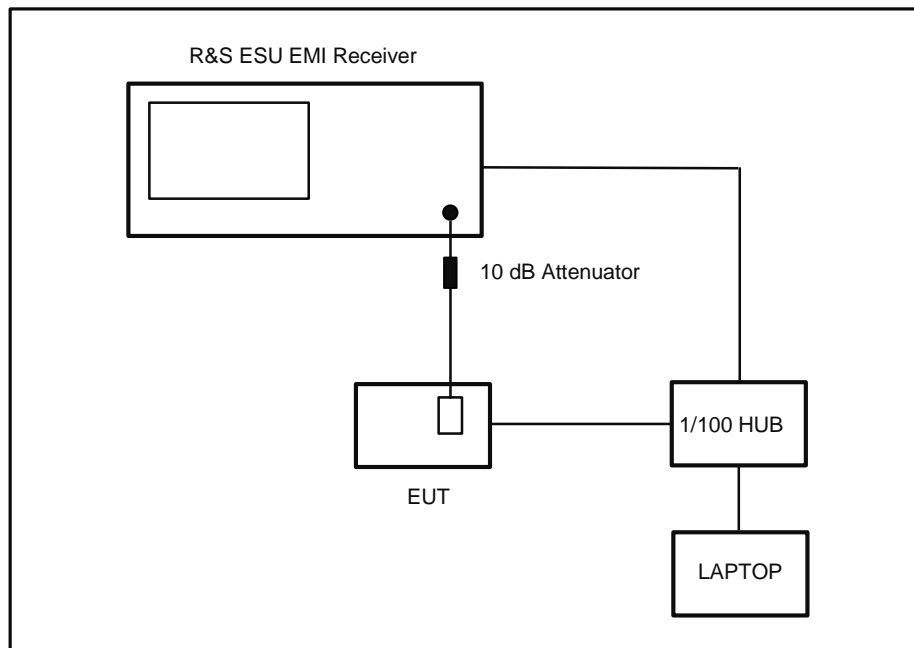 R&S ESU EMI Receiver
10 dB Attenuator
1/100 HUB
EUT
LAPTOP